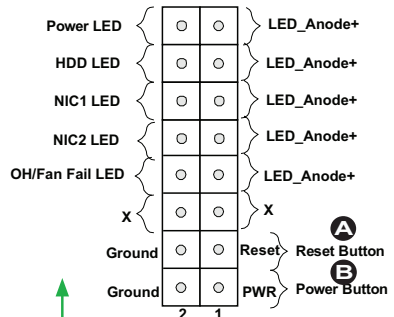 Power LED LED_Anode+
HDD LED LED_Anode+
NIC1 LED LED_Anode+
NIC2 LED LED_Anode+
OH/Fan Fail LED LED_Anode+
X X
A
Ground Reset Reset Button
B
Ground PWR Power Button
2 1